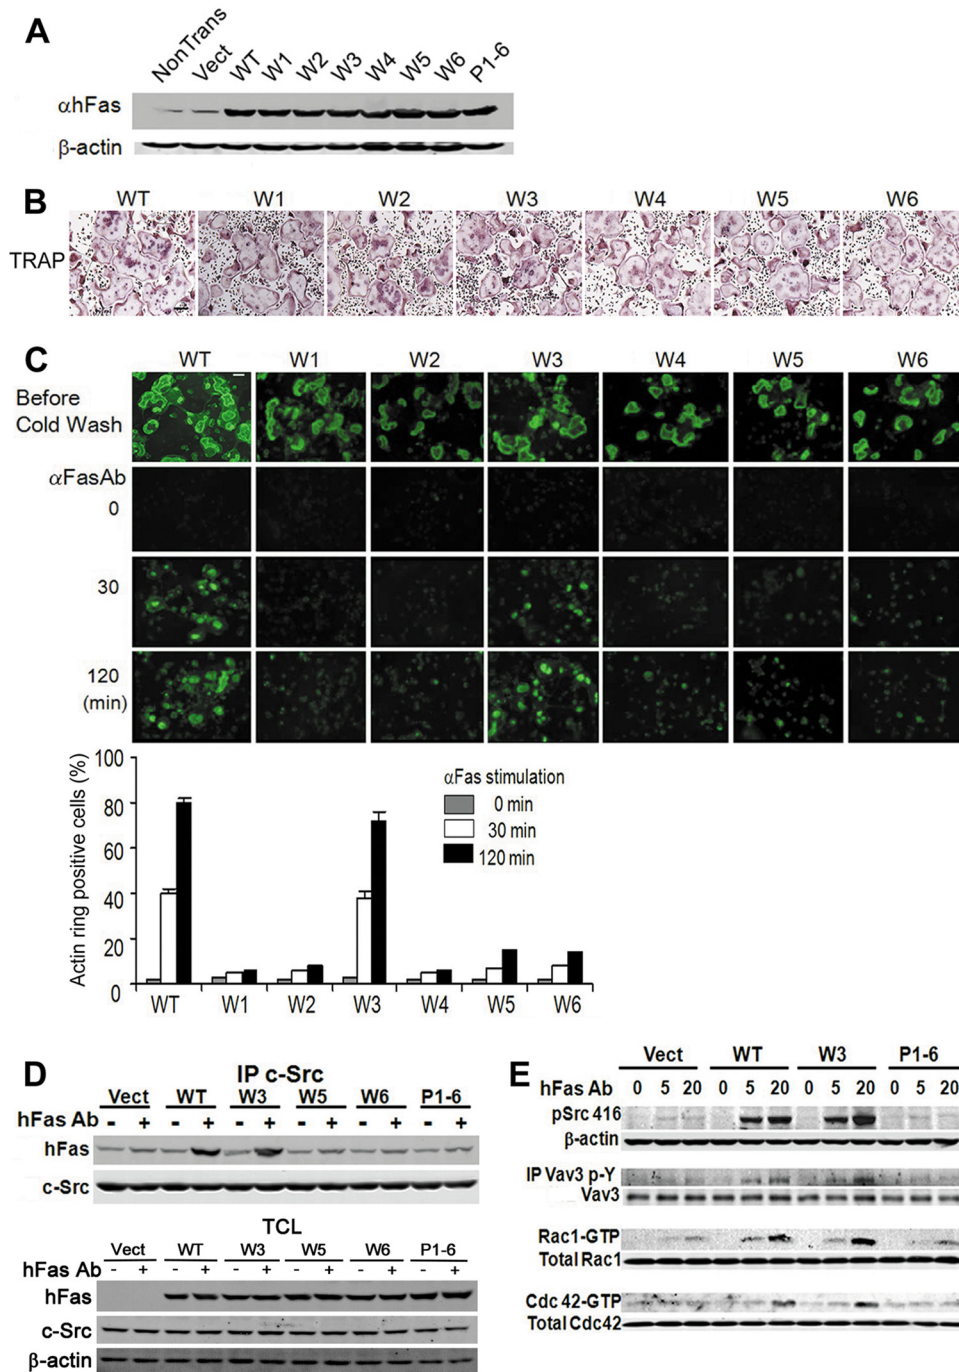 A
NonTrans Vect WT W1 W2 W3 W4 W5 W6 P1-6
αhFas
β-actin
B
WT W1 W2 W3 W4 W5 W6
TRAP
C
WT W1 W2 W3 W4 W5 W6
Before
Cold Wash
αFasAb
0
30
120
(min)
Actin ring positive cells (%)
100
80
60
40
20
0
αFas stimulation
0 min
30 min
120 min
WT W1 W2 W3 W4 W5 W6
D
IP c-Src
Vect WT W3 W5 W6 P1-6
hFas Ab - + - + - + - + - + - +
hFas
c-Src
TCL
Vect WT W3 W5 W6 P1-6
hFas Ab - + - + - + - + - + - +
hFas
c-Src
β-actin
E
Vect WT W3 P1-6
hFas Ab 0 5 20 0 5 20 0 5 20 0 5 20
pSrc 416
β-actin
IP Vav3 p-Y
Vav3
Rac1-GTP
Total Rac1
Cdc 42-GTP
Total Cdc42